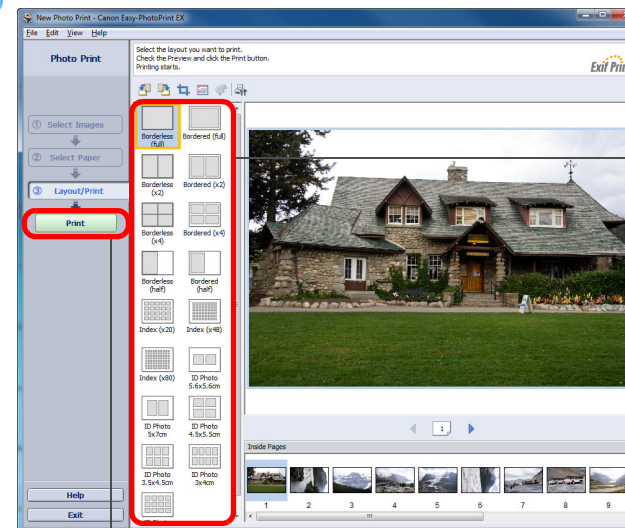 New Photo Print - Canon Easy-PhotoPrint EX
File Edit View Help
Photo Print
Select the layout you want to print.
Check the Preview and click the Print button.
Printing starts.
Exif Prin
1 Select Images
2 Select Paper
3 Layout/Print
Print
Borderless (full)
Bordered (full)
Borderless (x2)
Bordered (x2)
Borderless (x4)
Bordered (x4)
Borderless (half)
Bordered (half)
Index (x20)
Index (x48)
Index (x80)
ID Photo 5.6x5.6cm
ID Photo 5x7cm
ID Photo 4.5x5.5cm
ID Photo 3.5x4.5cm
ID Photo 3x4cm
1
Inside Pages
1 2 3 4 5 6 7 8 9
Help
Exit